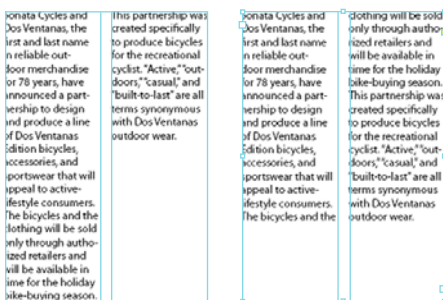 Sonata Cycles and
Dos Ventanas, the
first and last name
in reliable out-
door merchandise
for 78 years, have
announced a part-
nership to design
and produce a line
of Dos Ventanas
Edition bicycles,
accessories, and
sportswear that will
appeal to active-
lifestyle consumers.
The bicycles and the
clothing will be sold
only through autho-
rized retailers and
will be available in
time for the holiday
bike-buying season.
This partnership was
created specifically
to produce bicycles
for the recreational
cyclist. "Active," "out-
doors," "casual," and
"built-to-last" are all
terms synonymous
with Dos Ventanas
outdoor wear.
Sonata Cycles and
Dos Ventanas, the
first and last name
in reliable out-
door merchandise
for 78 years, have
announced a part-
nership to design
and produce a line
of Dos Ventanas
Edition bicycles,
accessories, and
sportswear that will
appeal to active-
lifestyle consumers.
The bicycles and the
clothing will be sold
only through autho-
rized retailers and
will be available in
time for the holiday
bike-buying season.
This partnership was
created specifically
to produce bicycles
for the recreational
cyclist. "Active," "out-
doors," "casual," and
"built-to-last" are all
terms synonymous
with Dos Ventanas
outdoor wear.